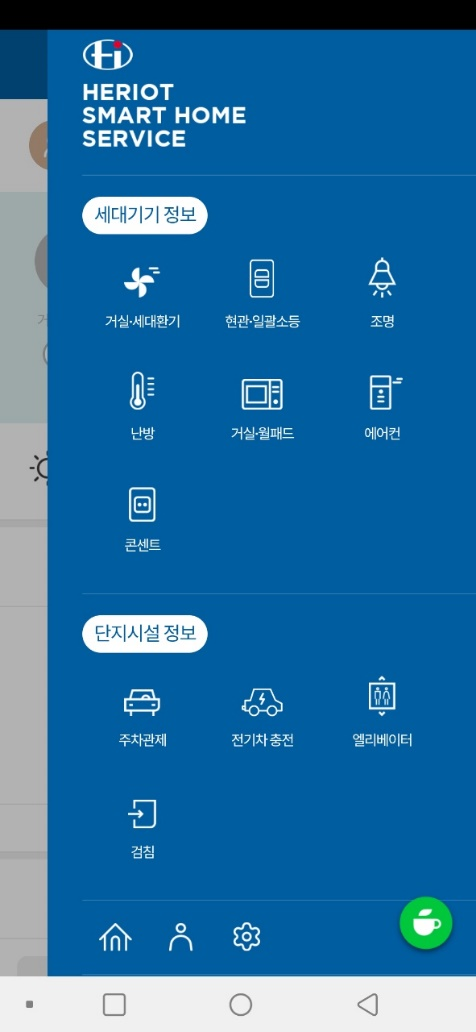 HERIOT
SMART HOME
SERVICE
세대기기 정보
거실·세대환기
현관·일괄소등
조명
난방
거실·월패드
에어컨
콘센트
단지시설 정보
주차관제
전기차 충전
엘리베이터
검침